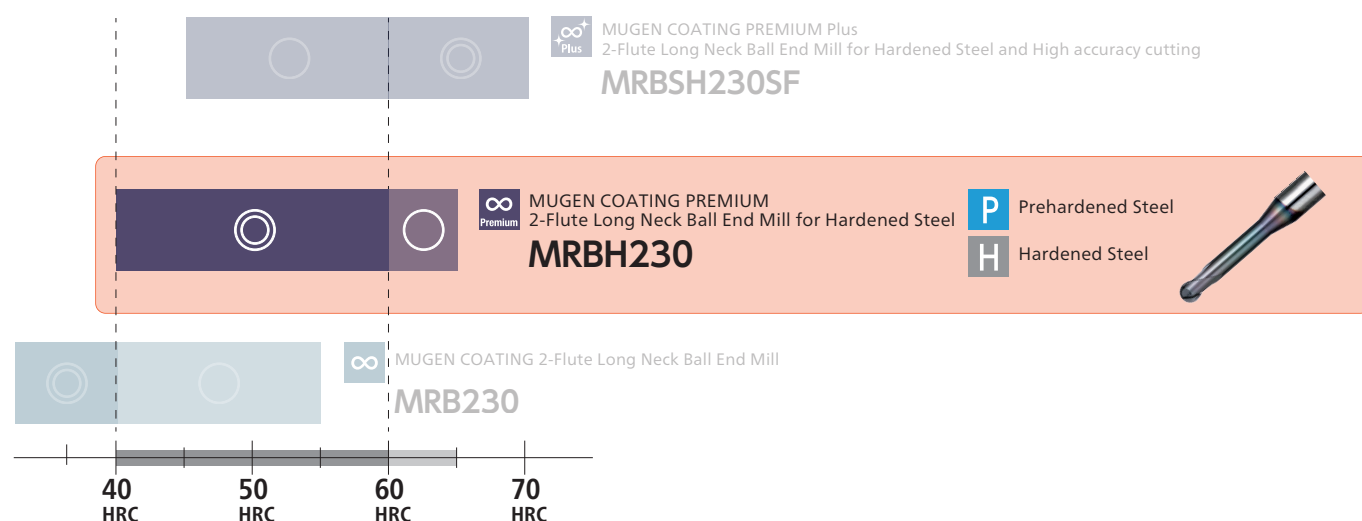 ∞
Plus
MUGEN COATING PREMIUM Plus
2-Flute Long Neck Ball End Mill for Hardened Steel and High accuracy cutting
MRBSH230SF
∞
Premium
MUGEN COATING PREMIUM
2-Flute Long Neck Ball End Mill for Hardened Steel
MRBH230
P Prehardened Steel
H Hardened Steel
∞
MUGEN COATING 2-Flute Long Neck Ball End Mill
MRB230
40 50 60 70
HRC HRC HRC HRC